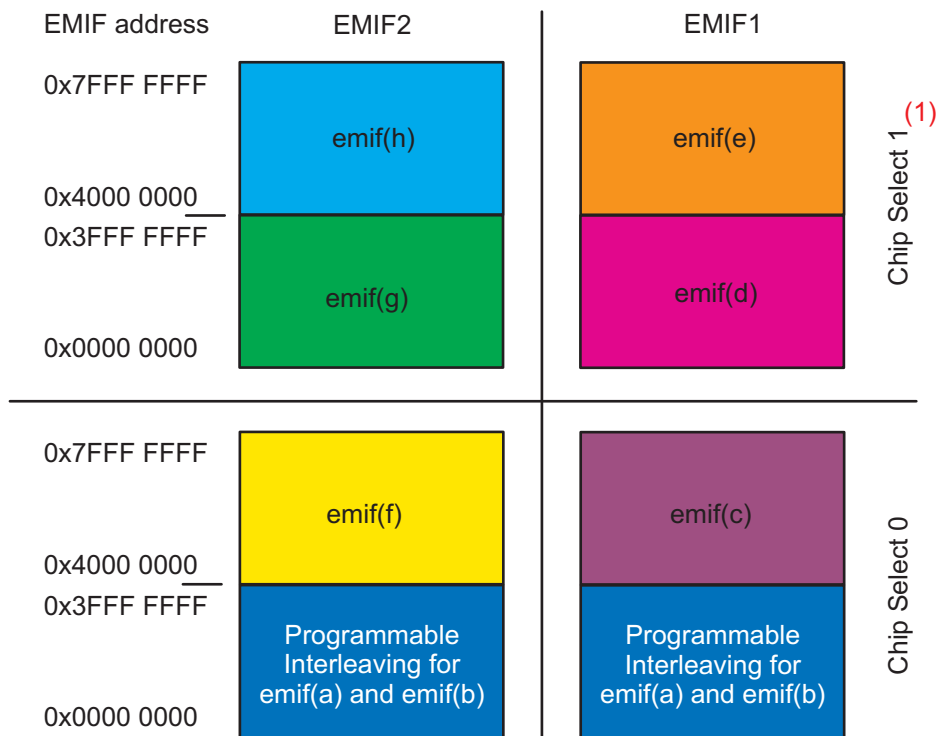 EMIF address EMIF2 EMIF1
0x7FFF FFFF
emif(h) emif(e)
0x4000 0000
0x3FFF FFFF
emif(g) emif(d)
0x0000 0000
Chip Select 1 (1)
0x7FFF FFFF
emif(f) emif(c)
0x4000 0000
0x3FFF FFFF
Programmable
Interleaving for
emif(a) and emif(b)
Programmable
Interleaving for
emif(a) and emif(b)
0x0000 0000
Chip Select 0